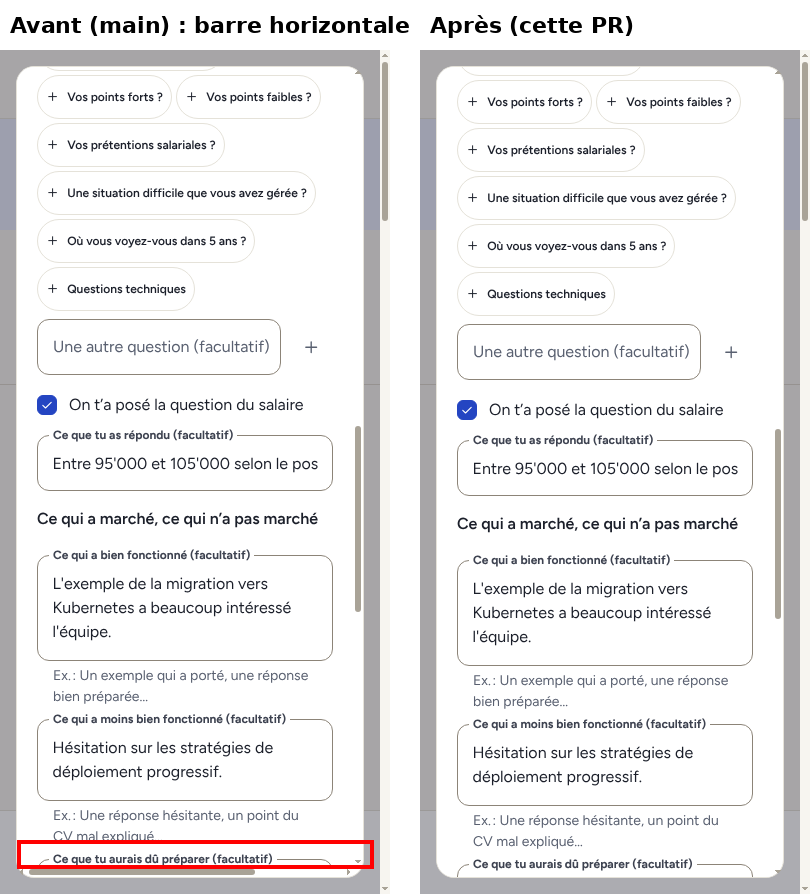 Avant (main) : barre horizontale
+ Vos points forts ? + Vos points faibles ?
+ Vos prétentions salariales ?
+ Une situation difficile que vous avez gérée ?
+ Où vous voyez-vous dans 5 ans ?
+ Questions techniques
Une autre question (facultatif) +
On t’a posé la question du salaire
Ce que tu as répondu (facultatif)
Entre 95'000 et 105'000 selon le pos
Ce qui a marché, ce qui n’a pas marché
Ce qui a bien fonctionné (facultatif)
L'exemple de la migration vers
Kubernetes a beaucoup intéressé
l'équipe.
Ex. : Un exemple qui a porté, une réponse
bien préparée…
Ce qui a moins bien fonctionné (facultatif)
Hésitation sur les stratégies de
déploiement progressif.
Ex. : Une réponse hésitante, un point du
CV mal expliqué
Ce que tu aurais dû préparer (facultatif)
Après (cette PR)
+ Vos points forts ? + Vos points faibles ?
+ Vos prétentions salariales ?
+ Une situation difficile que vous avez gérée ?
+ Où vous voyez-vous dans 5 ans ?
+ Questions techniques
Une autre question (facultatif) +
On t’a posé la question du salaire
Ce que tu as répondu (facultatif)
Entre 95'000 et 105'000 selon le pos
Ce qui a marché, ce qui n’a pas marché
Ce qui a bien fonctionné (facultatif)
L'exemple de la migration vers
Kubernetes a beaucoup intéressé
l'équipe.
Ex. : Un exemple qui a porté, une réponse
bien préparée…
Ce qui a moins bien fonctionné (facultatif)
Hésitation sur les stratégies de
déploiement progressif.
Ex. : Une réponse hésitante, un point du
CV mal expliqué…
Ce que tu aurais dû préparer (facultatif)